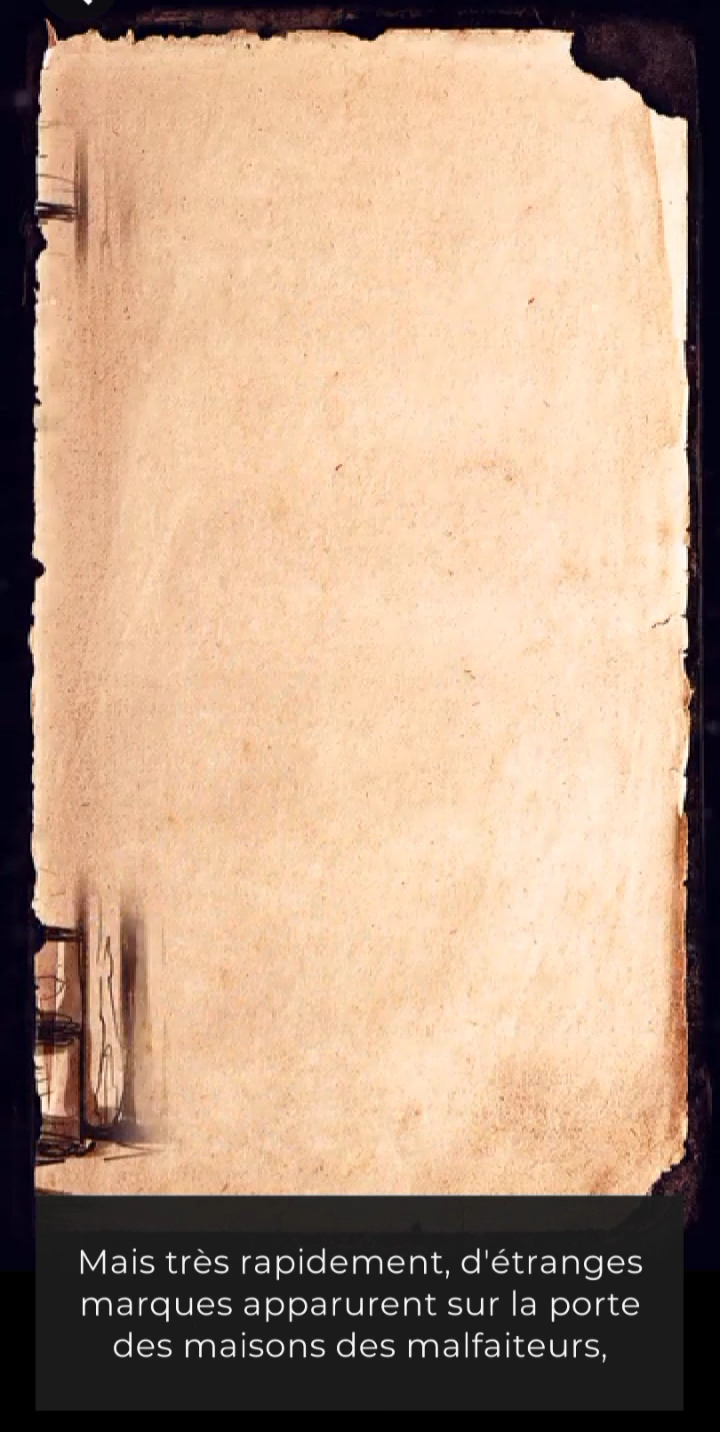 Mais très rapidement, d'étranges
marques apparurent sur la porte
des maisons des malfaiteurs,